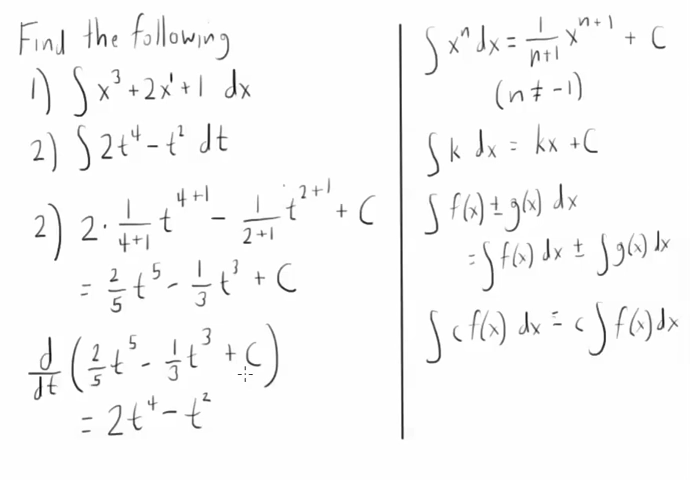 Find the following
1) ∫ x³ + 2x¹ + 1 dx
2) ∫ 2t⁴ − t² dt
2) 2 · 1/(4+1) t^(4+1) − 1/(2+1) t^(2+1) + C
= 2/5 t⁵ − 1/3 t³ + C
d/dt (2/5 t⁵ − 1/3 t³ + C)
= 2t⁴ − t²
∫ xⁿ dx = 1/(n+1) x^(n+1) + C
(n ≠ −1)
∫ k dx = kx + C
∫ f(x) ± g(x) dx
= ∫ f(x) dx ± ∫ g(x) dx
∫ c f(x) dx = c ∫ f(x) dx